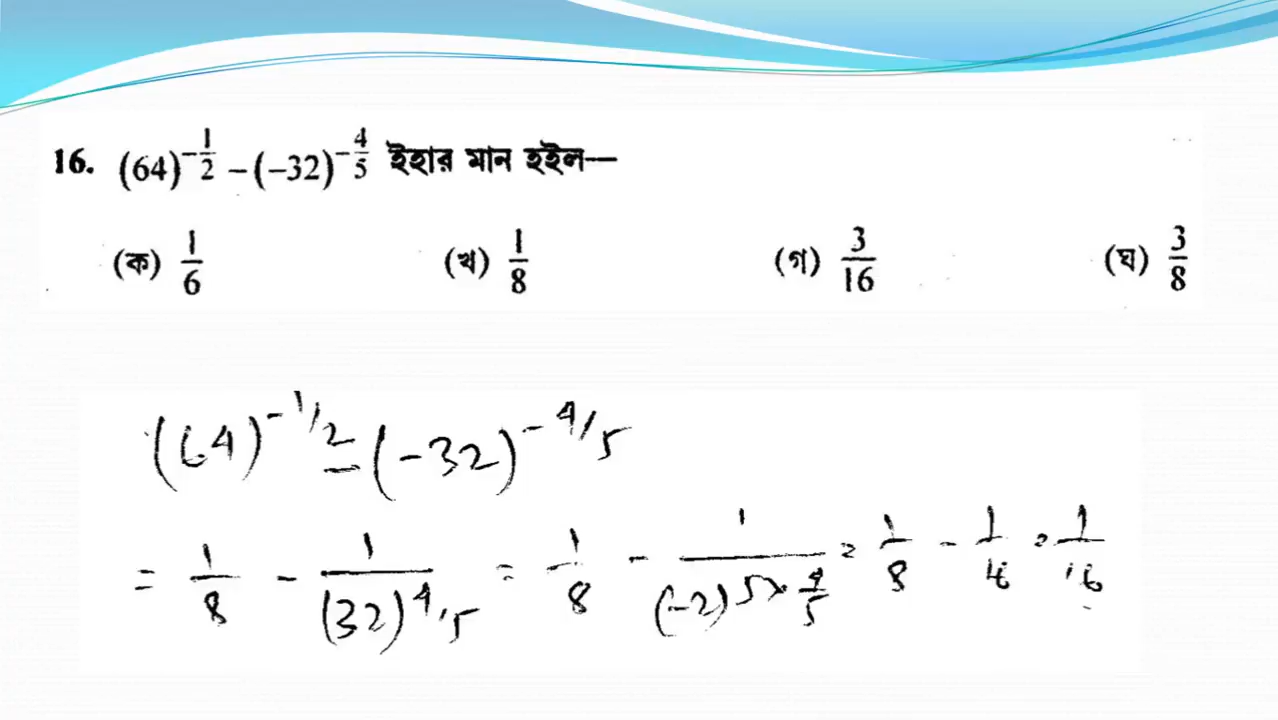 16. (64)^{-1/2} – (–32)^{-4/5} ইহার মান হইল—
(ক) 1/6 (খ) 1/8 (গ) 3/16 (ঘ) 3/8
(64)^{-1/2} – (-32)^{-4/5}
= 1/8 - 1/(32)^{4/5} = 1/8 - 1/(-2)^{5×4/5} = 1/8 - 1/16 = 1/16